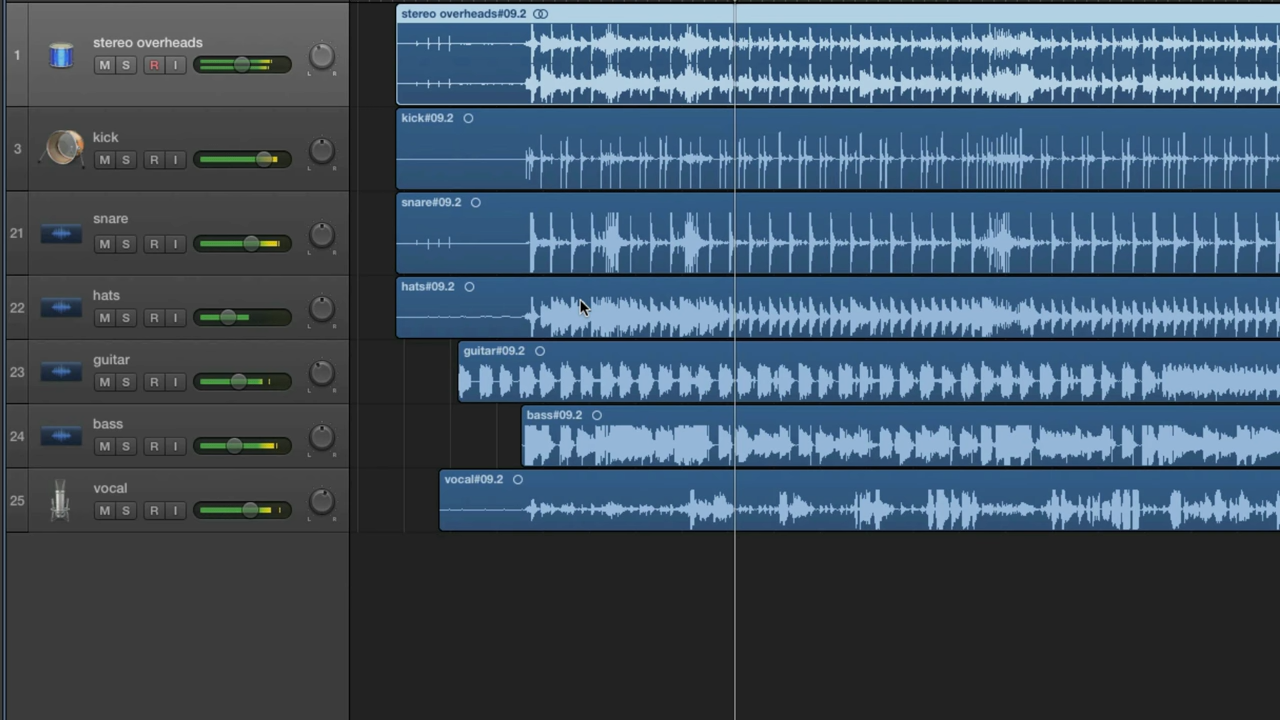 stereo overheads#09.2
1
stereo overheads
M S R I
L R
kick#09.2
3
kick
M S R I
L R
snare#09.2
21
snare
M S R I
L R
hats#09.2
22
hats
M S R I
L R
guitar#09.2
23
guitar
M S R I
L R
bass#09.2
24
bass
M S R I
L R
vocal#09.2
25
vocal
M S R I
L R